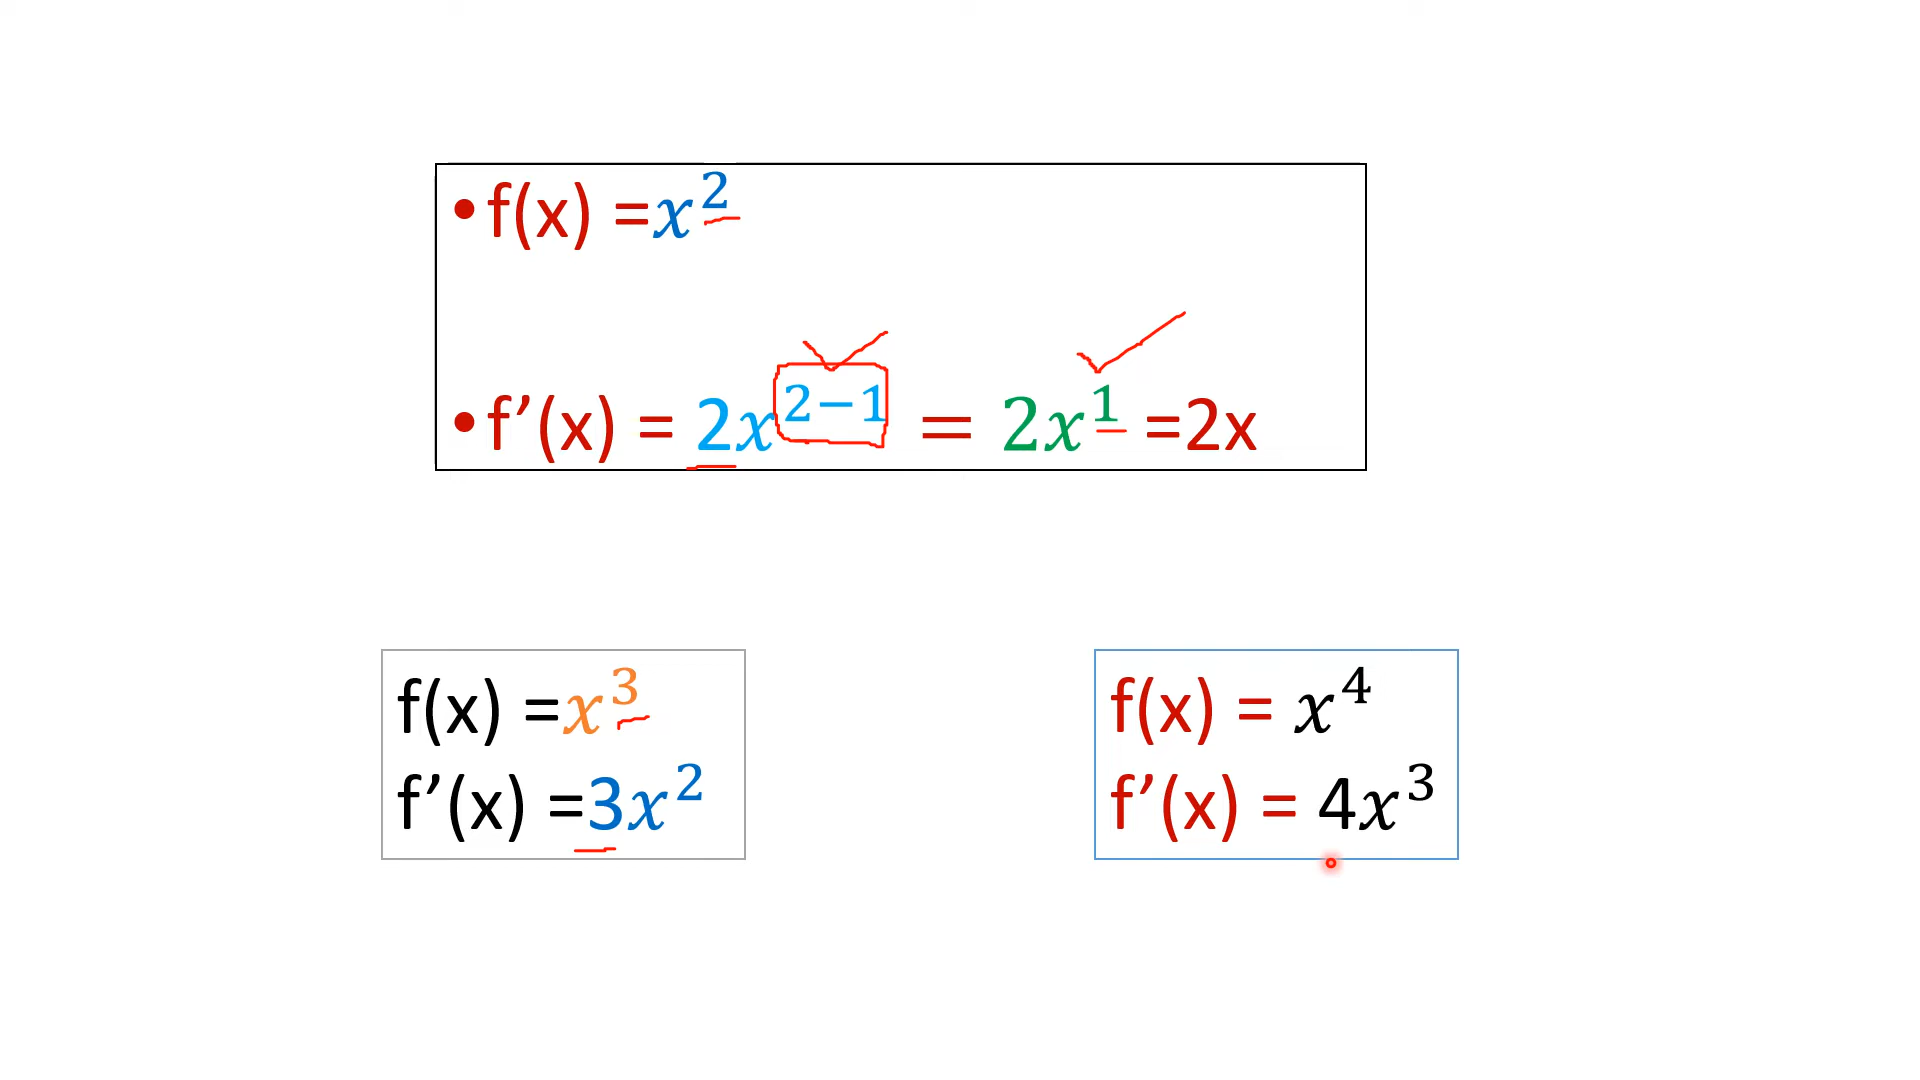 •f(x) =x²
•f’(x) = 2x²⁻¹ = 2x¹ =2x
f(x) =x³
f’(x) =3x²
f(x) = x⁴
f’(x) = 4x³